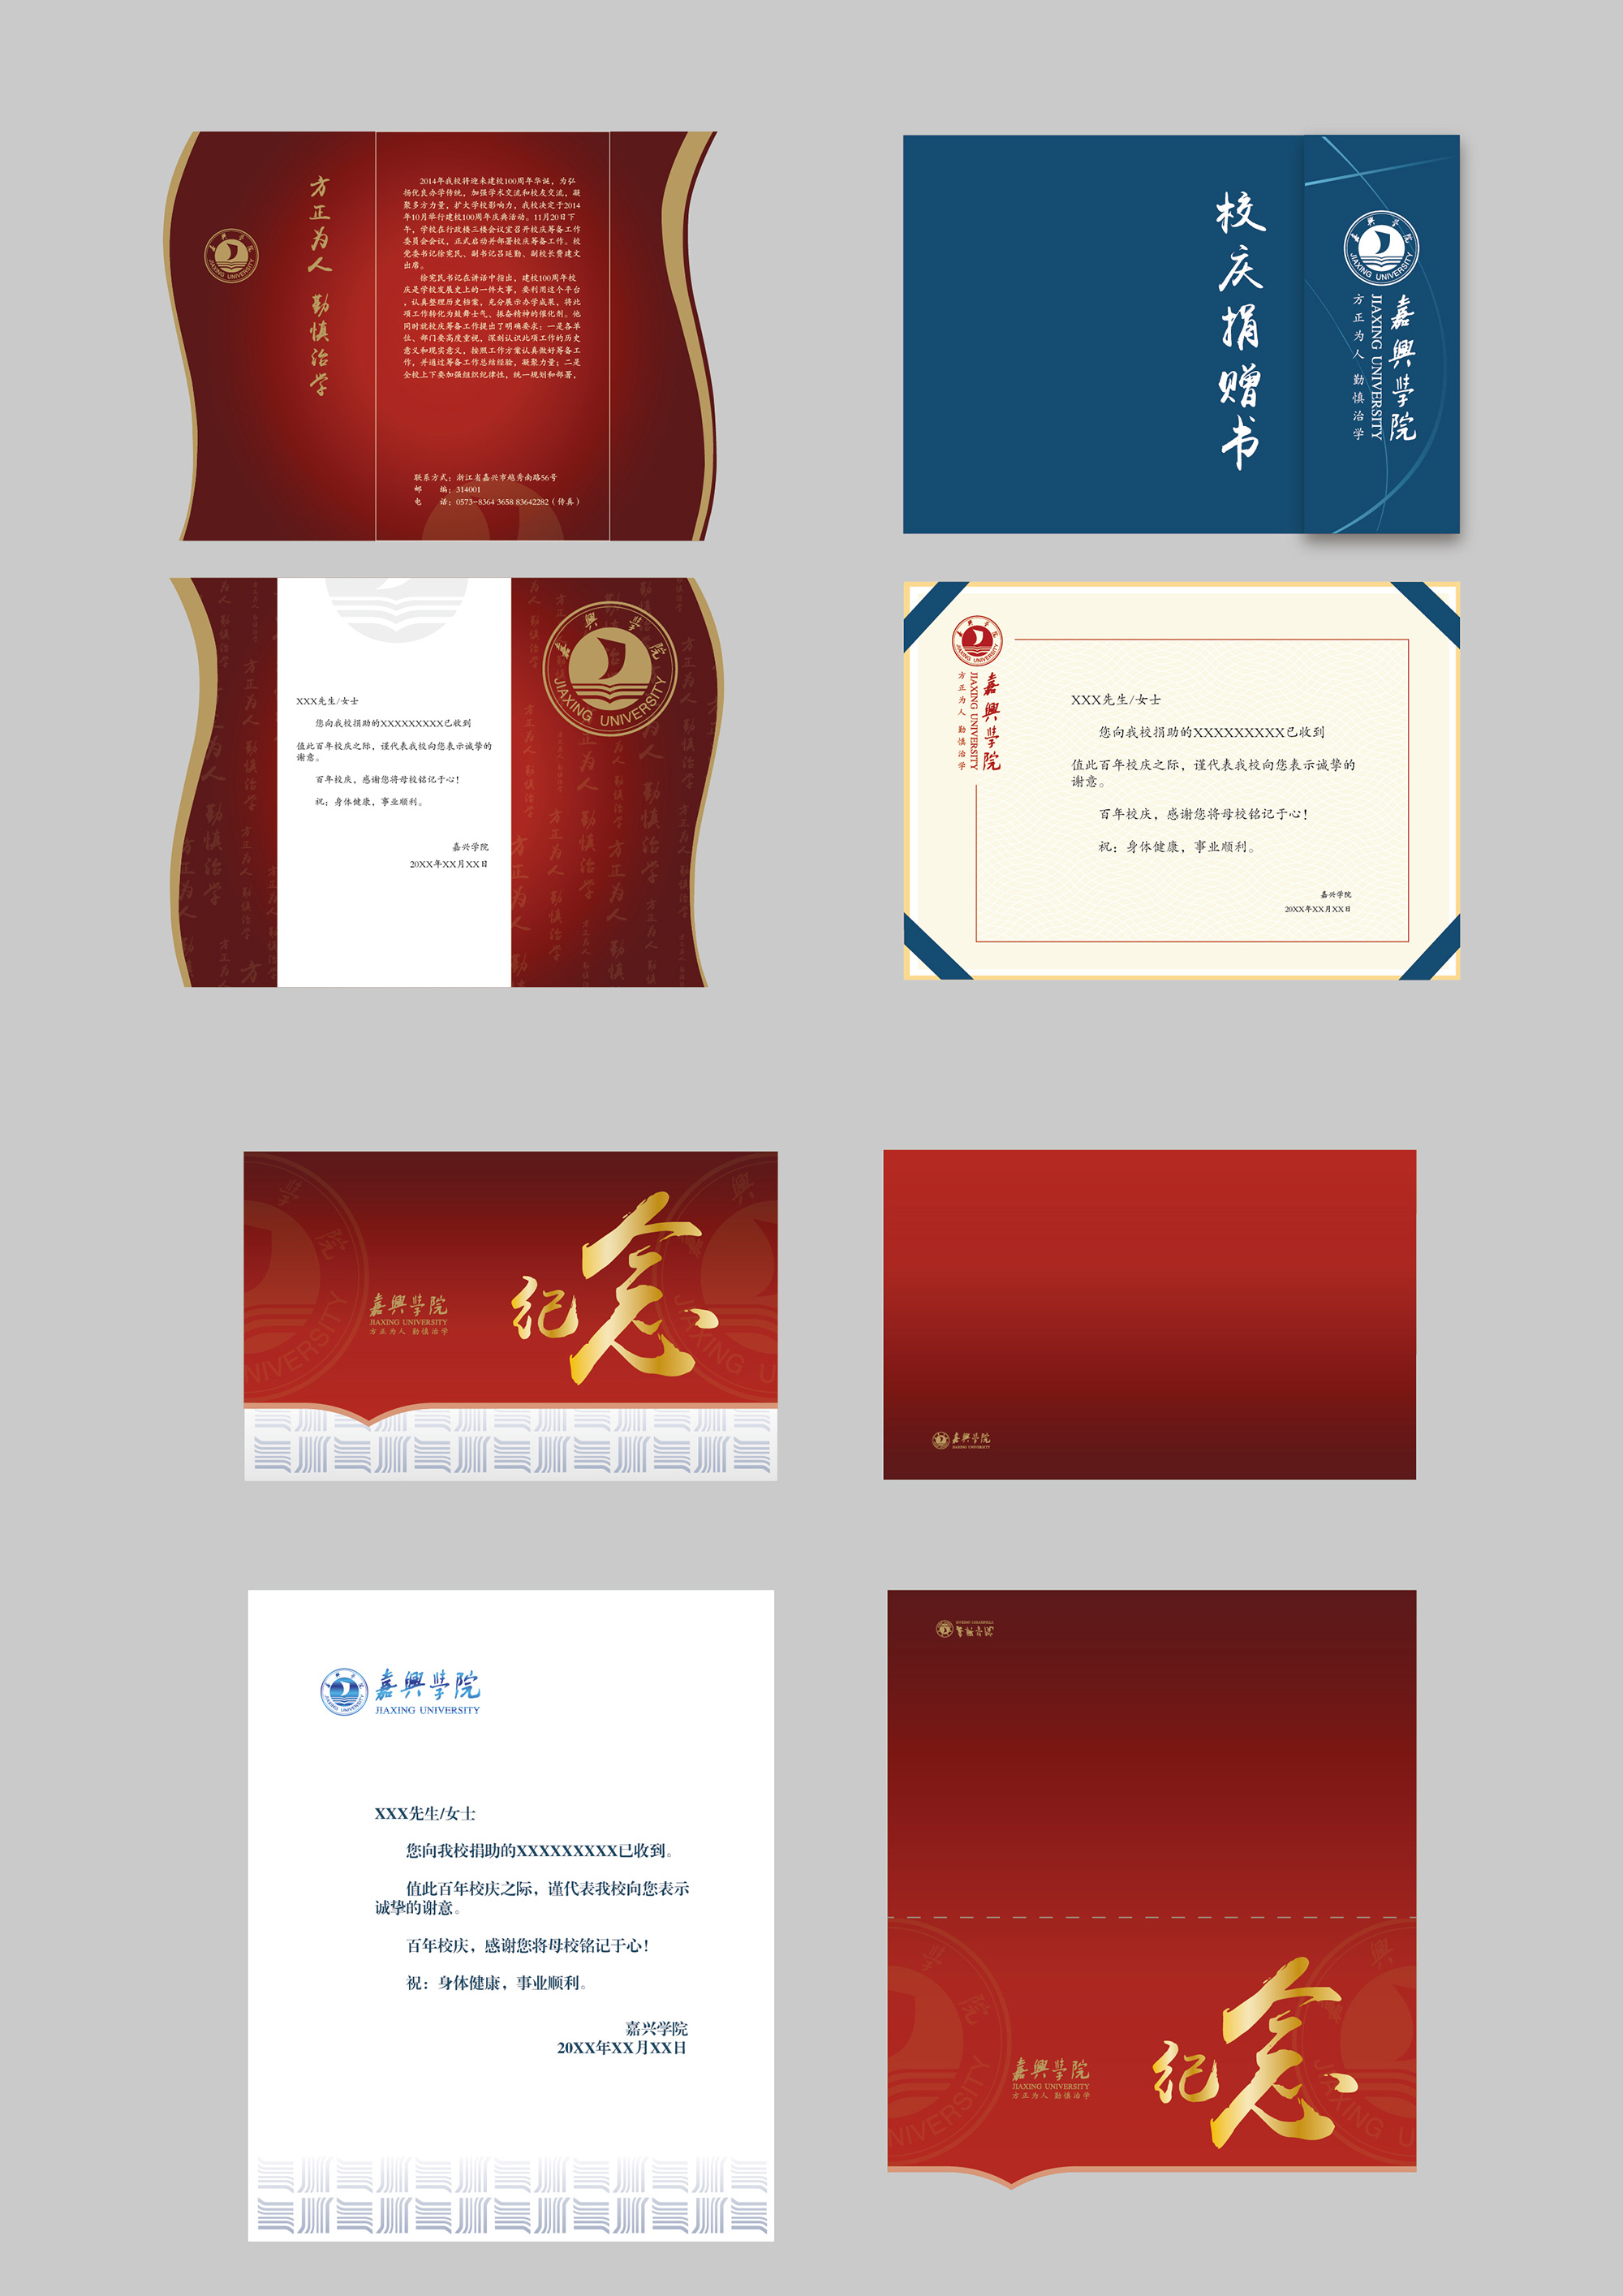 方正为人 勤慎治学
2014年我校将迎来建校100周年华诞，为弘
扬优良办学传统，加强学术交流和校友交流，凝
聚多方力量，扩大学校影响力，我校决定于2014
年10月举行建校100周年庆典活动。11月20日下
午，学校在行政楼三楼会议室召开校庆筹备工作
委员会会议，正式启动并部署校庆筹备工作。校
党委书记徐宪民、副书记吕延勤、副校长费建文
出席。
徐宪民书记在讲话中指出，建校100周年校
庆是学校发展史上的一件大事，要利用这个平台
，认真整理历史档案，充分展示办学成果，将此
项工作转化为鼓舞士气、振奋精神的催化剂。他
同时就校庆筹备工作提出了明确要求：一是各单
位、部门要高度重视，深刻认识此项工作的历史
意义和现实意义，按照工作方案认真做好筹备工
作，并通过筹备工作总结经验，凝聚力量；二是
全校上下要加强组织纪律性，统一规划和部署，
联系方式：浙江省嘉兴市越秀南路56号
邮 编：314001
电 话：0573-8364 3658 83642282（传真）
校庆捐赠书
嘉興學院
JIAXING UNIVERSITY
嘉興學院
JIAXING UNIVERSITY
方正为人 勤慎治学
XXX先生/女士
您向我校捐助的XXXXXXXXX已收到
值此百年校庆之际，谨代表我校向您表示诚挚的
谢意。
百年校庆，感谢您将母校铭记于心！
祝：身体健康，事业顺利。
嘉兴学院
20XX年XX月XX日
嘉興學院
JIAXING UNIVERSITY
嘉興學院
JIAXING UNIVERSITY
嘉興學院
JIAXING UNIVERSITY
方正为人 勤慎治学
XXX先生/女士
您向我校捐助的XXXXXXXXX已收到
值此百年校庆之际，谨代表我校向您表示诚挚的
谢意。
百年校庆，感谢您将母校铭记于心！
祝：身体健康，事业顺利。
嘉兴学院
20XX年XX月XX日
嘉興學院
JIAXING UNIVERSITY
方正为人 勤慎治学
纪念
嘉興學院
JIAXING UNIVERSITY
嘉興學院
JIAXING UNIVERSITY
XXX先生/女士
您向我校捐助的XXXXXXXXX已收到。
值此百年校庆之际，谨代表我校向您表示
诚挚的谢意。
百年校庆，感谢您将母校铭记于心！
祝：身体健康，事业顺利。
嘉兴学院
20XX年XX月XX日
嘉興學院
JIAXING UNIVERSITY
方正为人 勤慎治学
纪念